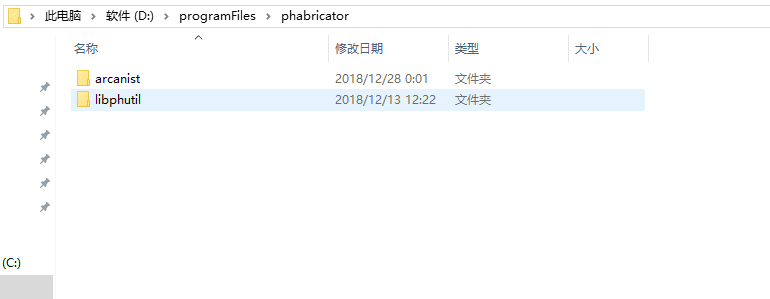 此电脑 > 软件 (D:) > programFiles > phabricator
名称 修改日期 类型 大小
arcanist 2018/12/28 0:01 文件夹
libphutil 2018/12/13 12:22 文件夹
(C:)